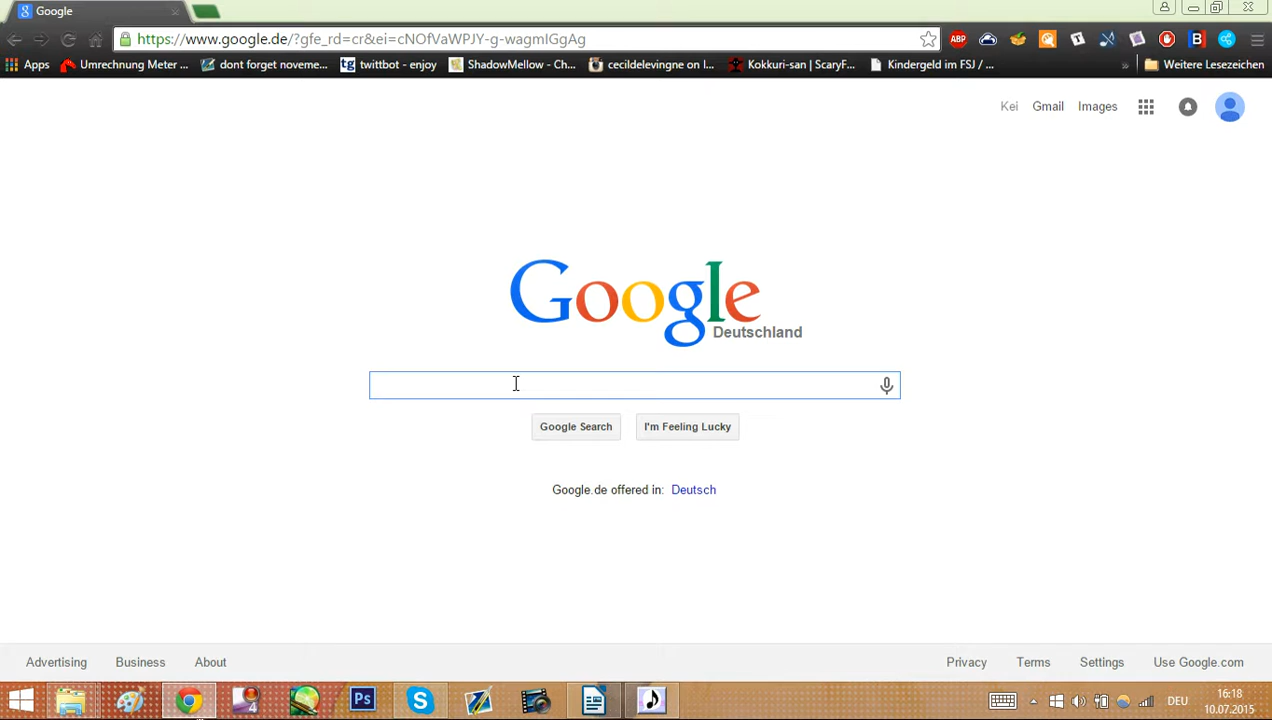 Google
https://www.google.de/?gfe_rd=cr&ei=cNOfVaWPJY-g-wagmIGgAg
ABP
Apps Umrechnung Meter ... dont forget noveme... tg twittbot - enjoy ShadowMellow - Ch... cecildelevingne on I... Kokkuri-san | ScaryF... Kindergeld im FSJ / ... » Weitere Lesezeichen
Kei Gmail Images
Google
Deutschland
Google Search I'm Feeling Lucky
Google.de offered in: Deutsch
Advertising Business About Privacy Terms Settings Use Google.com
4 Ps S DEU 16:18
10.07.2015